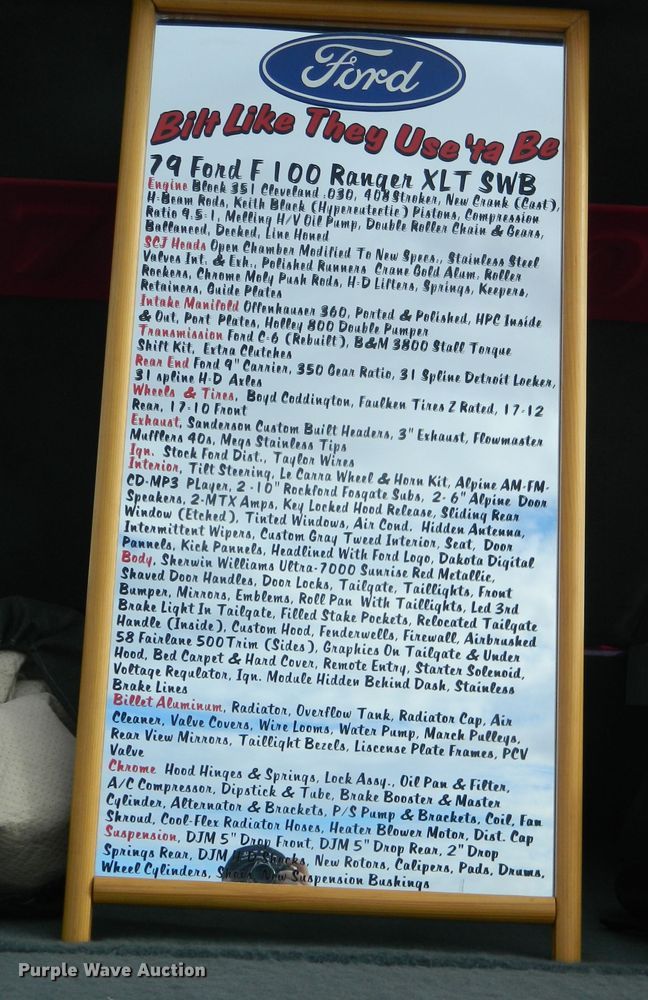 Ford
Bilt Like They Use'ta Be
79 Ford F 100 Ranger XLT SWB
Engine Block 351 Cleveland .030, 408 Stroker, New Crank (Cast),
H-Beam Rods, Keith Black (Hypereutectic) Pistons, Compression
Ratio 9.5-1, Melling H/V Oil Pump, Double Roller Chain & Gears,
Ballanced, Decked, Line Honed
SCJ Heads Open Chamber Modified To New Specs., Stainless Steel
Valves Int. & Exh., Polished Runners Crane Gold Alum. Roller
Rockers, Chrome Moly Push Rods, H-D Lifters, Springs, Keepers,
Retainers, Guide Plates
Intake Manifold Offenhauser 360, Ported & Polished, HPC Inside
& Out, Port Plates, Holley 800 Double Pumper
Transmission Ford C-6 (Rebuilt), B&M 3800 Stall Torque
Shift Kit, Extra Clutches
Rear End Ford 9" Carrier, 350 Gear Ratio, 31 Spline Detroit Locker,
31 spline H-D Axles
Wheels & Tires, Boyd Coddington, Faulken Tires Z Rated, 17-12
Rear, 17-10 Front
Exhaust, Sanderson Custom Built Headers, 3" Exhaust, Flowmaster
Mufflers 40s, Megs Stainless Tips
Ign. Stock Ford Dist., Taylor Wires
Interior, Tilt Steering, Le Carra Wheel & Horn Kit, Alpine AM-FM-
CD-MP3 Player, 2-10" Rockford Fosgate Subs, 2-6" Alpine Door
Speakers, 2-MTX Amps, Key Locked Hood Release, Sliding Rear
Window (Etched), Tinted Windows, Air Cond. Hidden Antenna,
Intermittent Wipers, Custom Gray Tweed Interior, Seat, Door
Pannels, Kick Pannels, Headlined With Ford Logo, Dakota Digital
Body, Sherwin Williams Ultra-7000 Sunrise Red Metallic,
Shaved Door Handles, Door Locks, Tailgate, Taillights, Front
Bumper, Mirrors, Emblems, Roll Pan With Taillights, Led 3rd
Brake Light In Tailgate, Filled Stake Pockets, Relocated Tailgate
Handle (Inside), Custom Hood, Fenderwells, Firewall, Airbrushed
58 Fairlane 500 Trim (Sides), Graphics On Tailgate & Under
Hood, Bed Carpet & Hard Cover, Remote Entry, Starter Solenoid,
Voltage Regulator, Ign. Module Hidden Behind Dash, Stainless
Brake Lines
Billet Aluminum, Radiator, Overflow Tank, Radiator Cap, Air
Cleaner, Valve Covers, Wire Looms, Water Pump, March Pulleys,
Rear View Mirrors, Taillight Bezels, Liscense Plate Frames, PCV
Valve
Chrome Hood Hinges & Springs, Lock Assy., Oil Pan & Filter,
A/C Compressor, Dipstick & Tube, Brake Booster & Master
Cylinder, Alternator & Brackets, P/S Pump & Brackets, Coil, Fan
Shroud, Cool-Flex Radiator Hoses, Heater Blower Motor, Dist. Cap
Suspension, DJM 5" Drop Front, DJM 5" Drop Rear, 2" Drop
Springs Rear, DJM H-D Shocks, New Rotors, Calipers, Pads, Drums,
Wheel Cylinders, Shoes, New Suspension Bushings
Purple Wave Auction